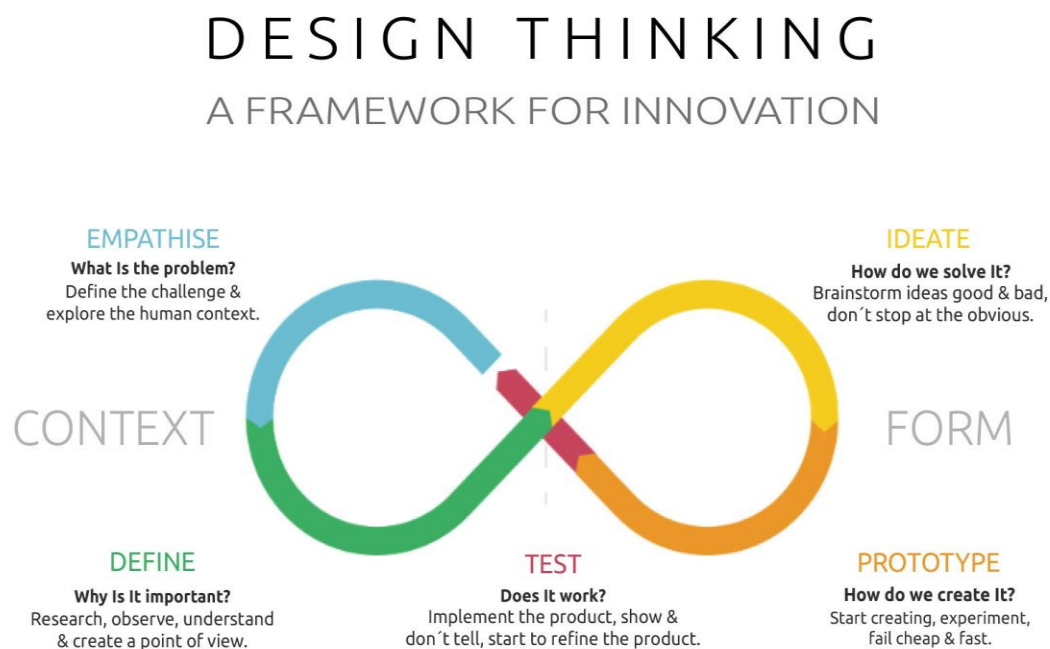 DESIGN THINKING
A FRAMEWORK FOR INNOVATION
EMPATHISE
What Is the problem?
Define the challenge &
explore the human context.
IDEATE
How do we solve It?
Brainstorm ideas good & bad,
don´t stop at the obvious.
CONTEXT
FORM
DEFINE
Why Is It important?
Research, observe, understand
& create a point of view.
TEST
Does It work?
Implement the product, show &
don´t tell, start to refine the product.
PROTOTYPE
How do we create It?
Start creating, experiment,
fail cheap & fast.